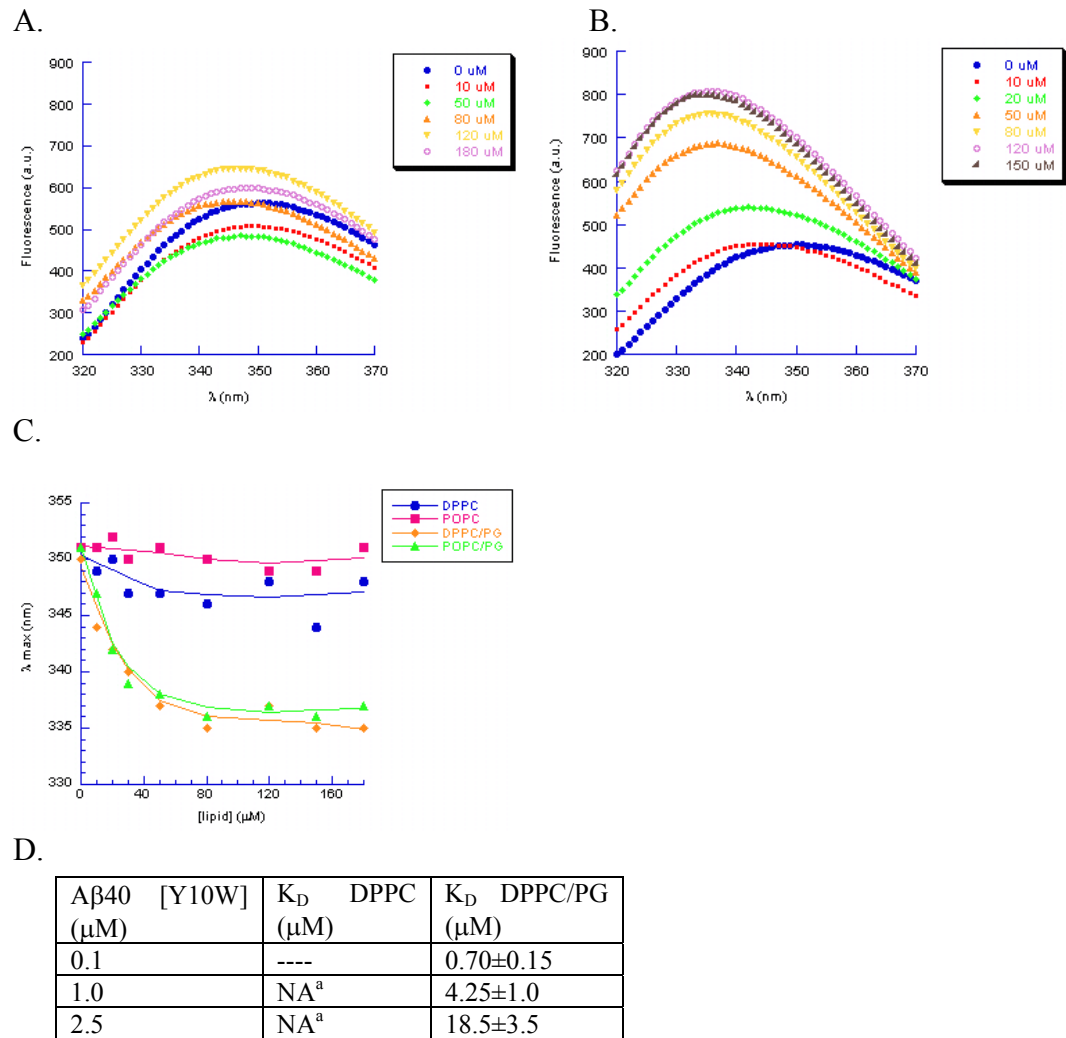 A.
900
800
700
600
500
400
300
200
Fluorescence (a.u.)
320 330 340 350 360 370
λ (nm)
0 uM
10 uM
50 uM
80 uM
120 uM
180 uM
B.
900
800
700
600
500
400
300
200
Fluorescence (a.u.)
320 330 340 350 360 370
λ (nm)
0 uM
10 uM
20 uM
50 uM
80 uM
120 uM
150 uM
C.
355
350
345
340
335
330
λ max (nm)
0 40 80 120 160
[lipid] (μM)
DPPC
POPC
DPPC/PG
POPC/PG
D.
Aβ40 [Y10W] (μM) K_D DPPC (μM) K_D DPPC/PG (μM)
0.1 ---- 0.70±0.15
1.0 NAᵃ 4.25±1.0
2.5 NAᵃ 18.5±3.5